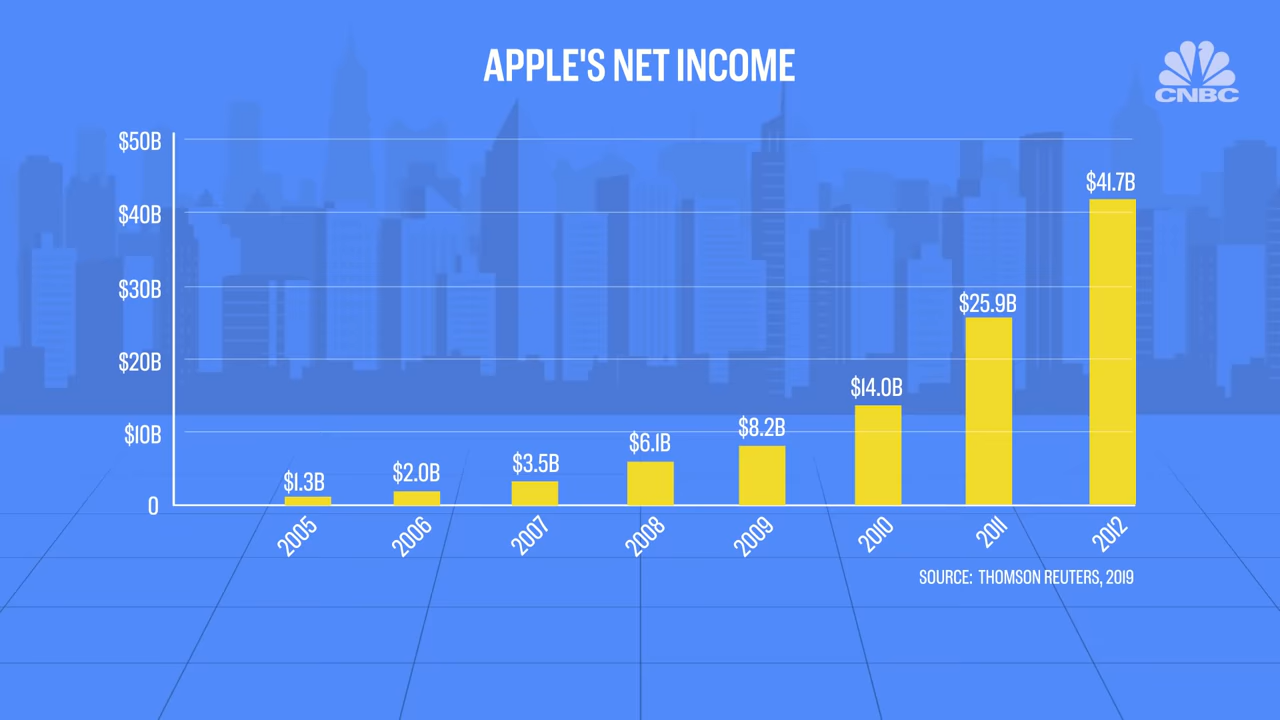 APPLE'S NET INCOME
CNBC
$50B
$40B
$30B
$20B
$10B
0
$1.3B
$2.0B
$3.5B
$6.1B
$8.2B
$14.0B
$25.9B
$41.7B
2005
2006
2007
2008
2009
2010
2011
2012
SOURCE: THOMSON REUTERS, 2019